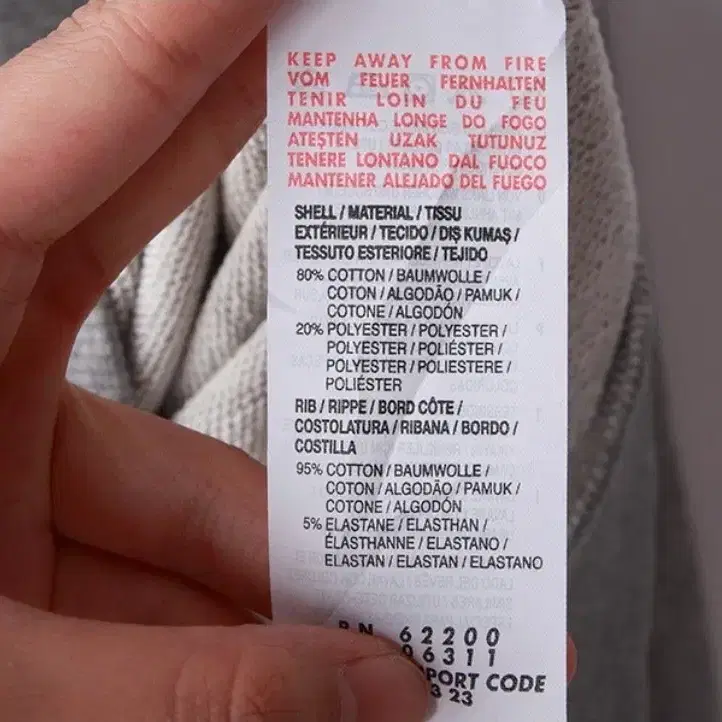 KEEP AWAY FROM FIRE
VOM FEUER FERNHALTEN
TENIR LOIN DU FEU
MANTENHA LONGE DO FOGO
ATEŞTEN UZAK TUTUNUZ
TENERE LONTANO DAL FUOCO
MANTENER ALEJADO DEL FUEGO
SHELL / MATERIAL / TISSU
EXTÉRIEUR / TECIDO / DIŞ KUMAŞ /
TESSUTO ESTERIORE / TEJIDO
80% COTTON / BAUMWOLLE /
COTON / ALGODÃO / PAMUK /
COTONE / ALGODÓN
20% POLYESTER / POLYESTER /
POLYESTER / POLIÉSTER /
POLYESTER / POLIESTERE /
POLIÉSTER
RIB / RIPPE / BORD CÔTE /
COSTOLATURA / RIBANA / BORDO /
COSTILLA
95% COTTON / BAUMWOLLE /
COTON / ALGODÃO / PAMUK /
COTONE / ALGODÓN
5% ELASTANE / ELASTHAN /
ÉLASTHANNE / ELASTANO /
ELASTAN / ELASTAN / ELASTANO
RN 62200
06311
PORT CODE
3 23